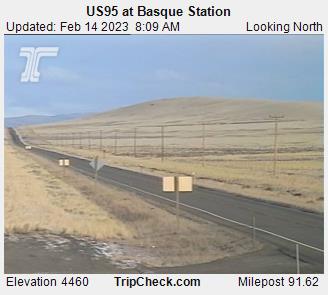 US95 at Basque Station
Updated: Feb 14 2023 8:09 AM Looking North
Elevation 4460 TripCheck.com Milepost 91.62